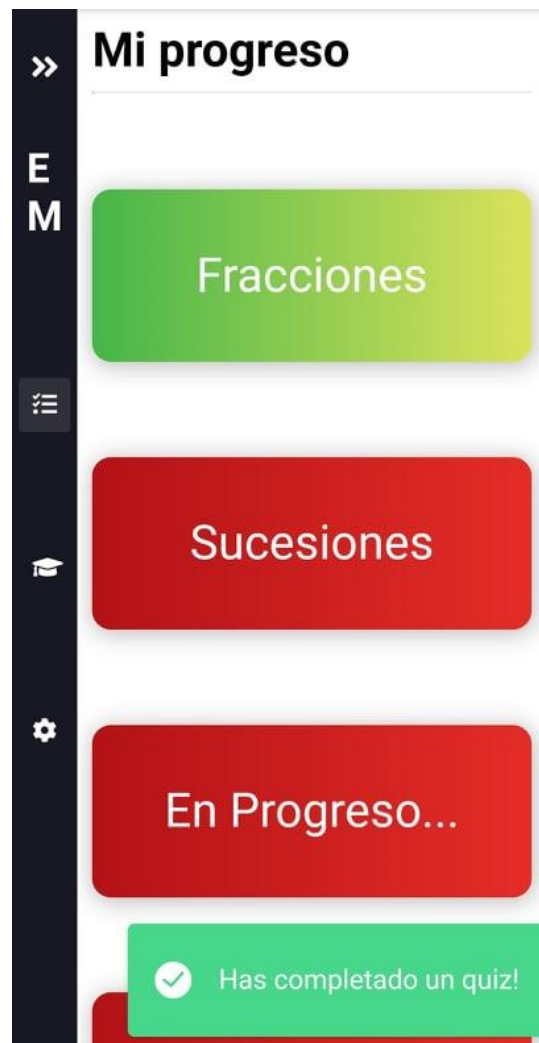 Mi progreso
E
M
Fracciones
Sucesiones
En Progreso...
Has completado un quiz!